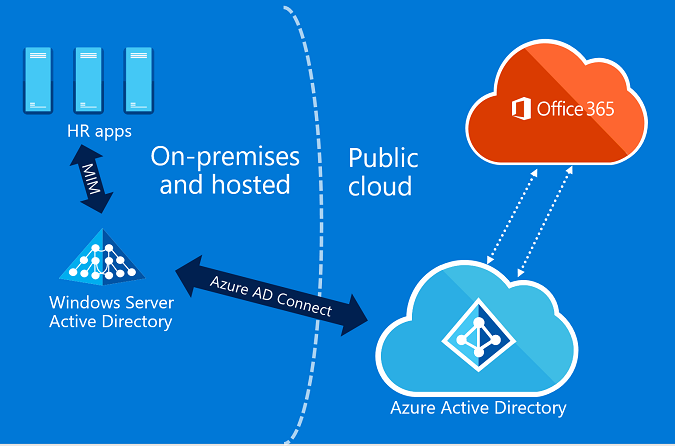 HR apps
MIM
On-premises
and hosted
Public
cloud
Office 365
Windows Server
Active Directory
Azure AD Connect
Azure Active Directory